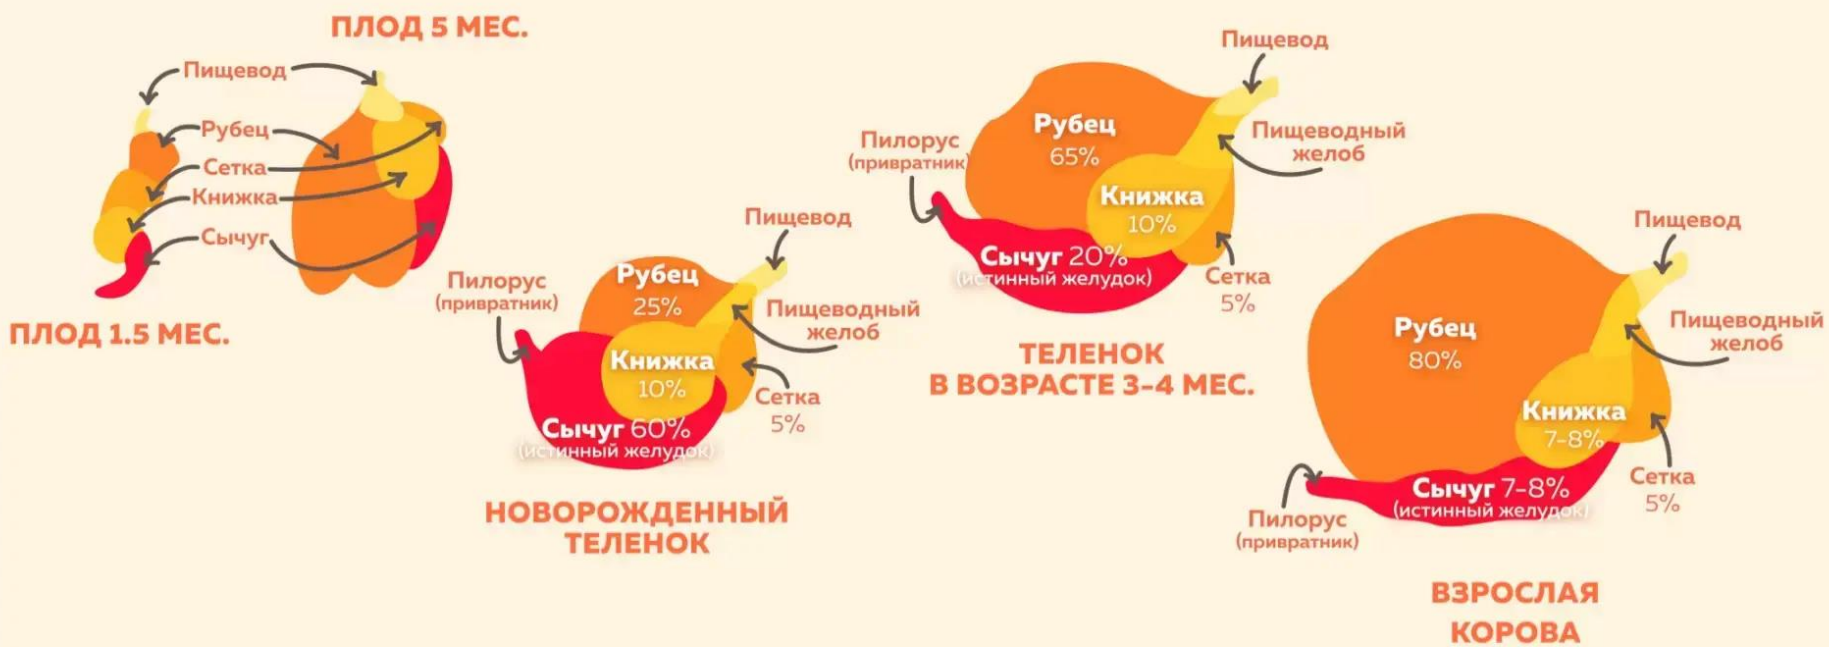 ПЛОД 5 МЕС.
Пищевод
Рубец
Сетка
Книжка
Сычуг
ПЛОД 1.5 МЕС.
Пищевод
Пилорус
(привратник)
Рубец
25%
Пищеводный
желоб
Книжка
10%
Сетка
5%
Сычуг 60%
(истинный желудок)
НОВОРОЖДЕННЫЙ
ТЕЛЕНОК
Пищевод
Рубец
65%
Пилорус
(привратник)
Пищеводный
желоб
Книжка
10%
Сычуг 20%
(истинный желудок)
Сетка
5%
ТЕЛЕНОК
В ВОЗРАСТЕ 3-4 МЕС.
Пищевод
Рубец
80%
Пищеводный
желоб
Книжка
7-8%
Сетка
5%
Сычуг 7-8%
(истинный желудок)
Пилорус
(привратник)
ВЗРОСЛАЯ
КОРОВА